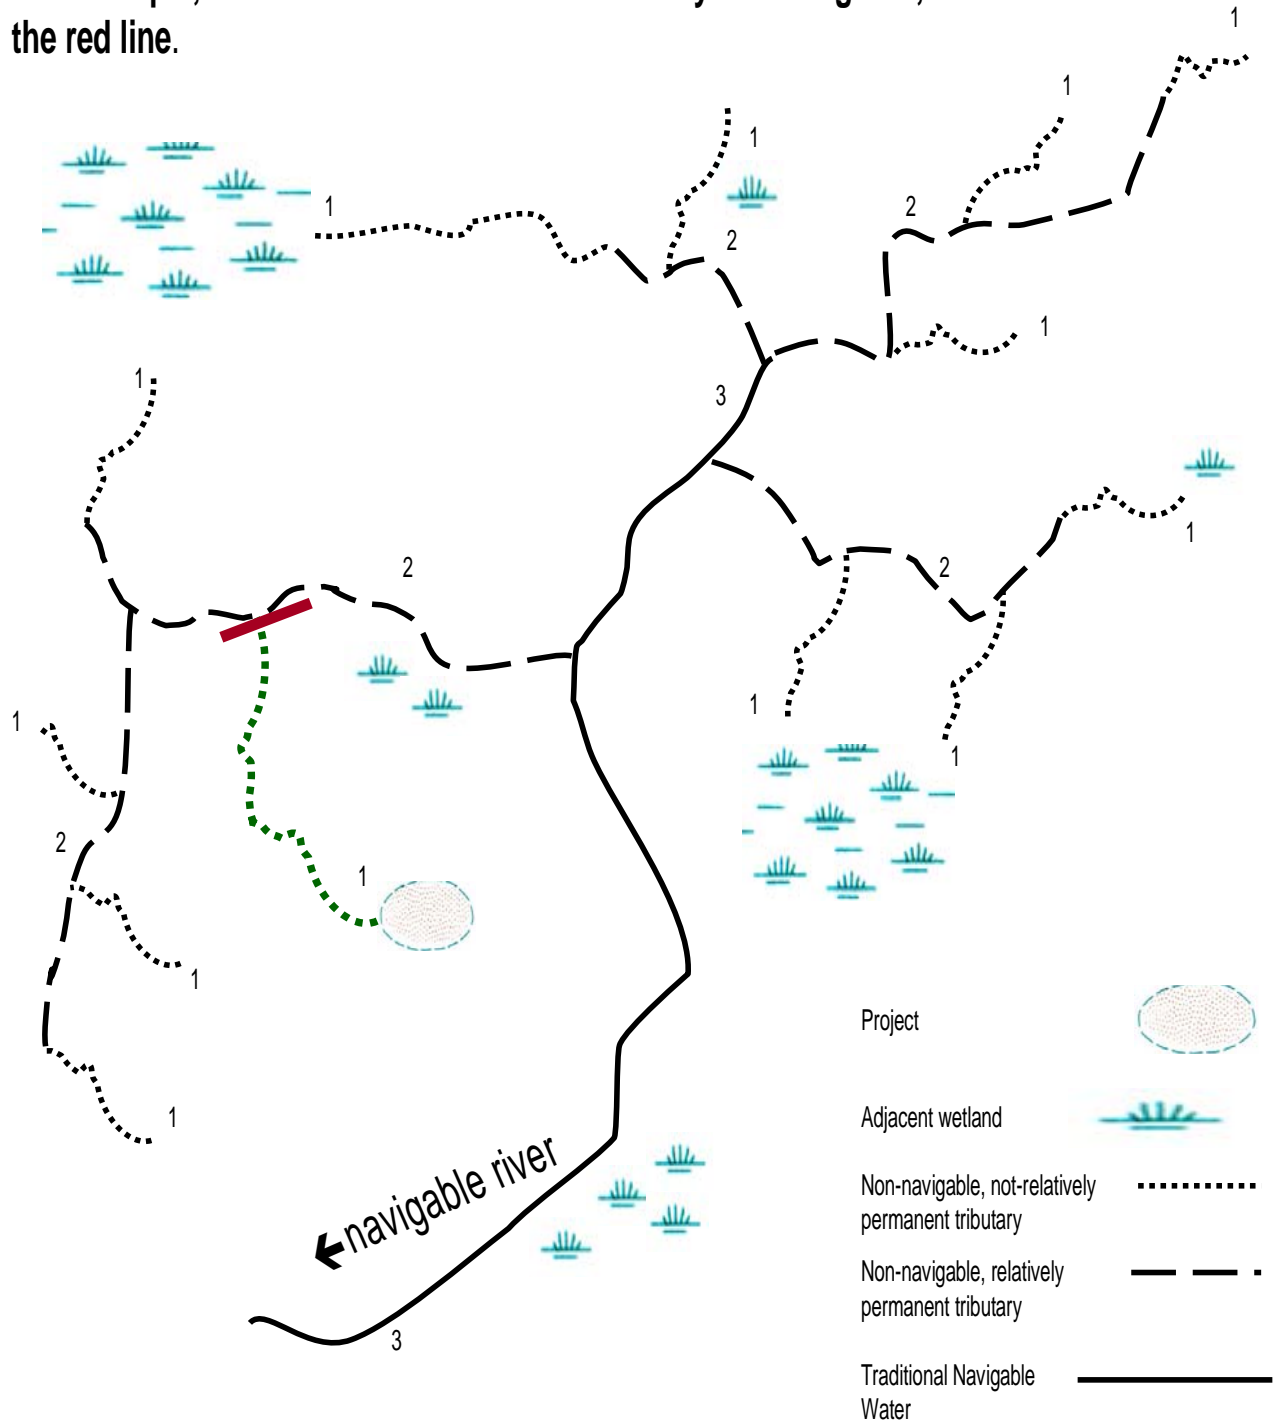 the red line.
1
1
1
1
2
2
1
1
3
1
1
2
2
1
1
1
2
1
1
1
navigable river
3
Project
Adjacent wetland
Non-navigable, not-relatively
permanent tributary
Non-navigable, relatively
permanent tributary
Traditional Navigable
Water